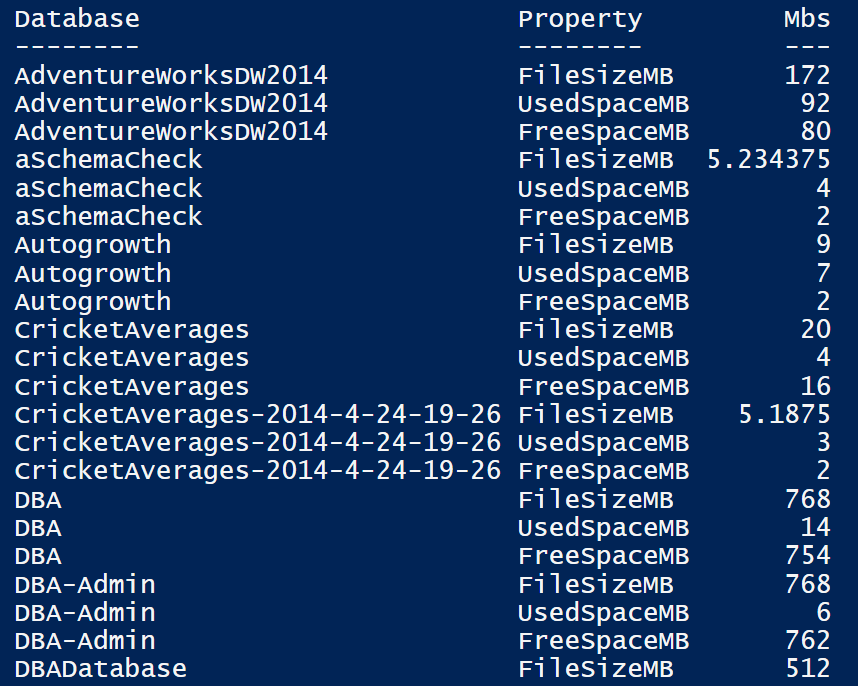 Database Property Mbs
-------- -------- ---
AdventureWorksDW2014 FileSizeMB 172
AdventureWorksDW2014 UsedSpaceMB 92
AdventureWorksDW2014 FreeSpaceMB 80
aSchemaCheck FileSizeMB 5.234375
aSchemaCheck UsedSpaceMB 4
aSchemaCheck FreeSpaceMB 2
Autogrowth FileSizeMB 9
Autogrowth UsedSpaceMB 7
Autogrowth FreeSpaceMB 2
CricketAverages FileSizeMB 20
CricketAverages UsedSpaceMB 4
CricketAverages FreeSpaceMB 16
CricketAverages-2014-4-24-19-26 FileSizeMB 5.1875
CricketAverages-2014-4-24-19-26 UsedSpaceMB 3
CricketAverages-2014-4-24-19-26 FreeSpaceMB 2
DBA FileSizeMB 768
DBA UsedSpaceMB 14
DBA FreeSpaceMB 754
DBA-Admin FileSizeMB 768
DBA-Admin UsedSpaceMB 6
DBA-Admin FreeSpaceMB 762
DBADatabase FileSizeMB 512